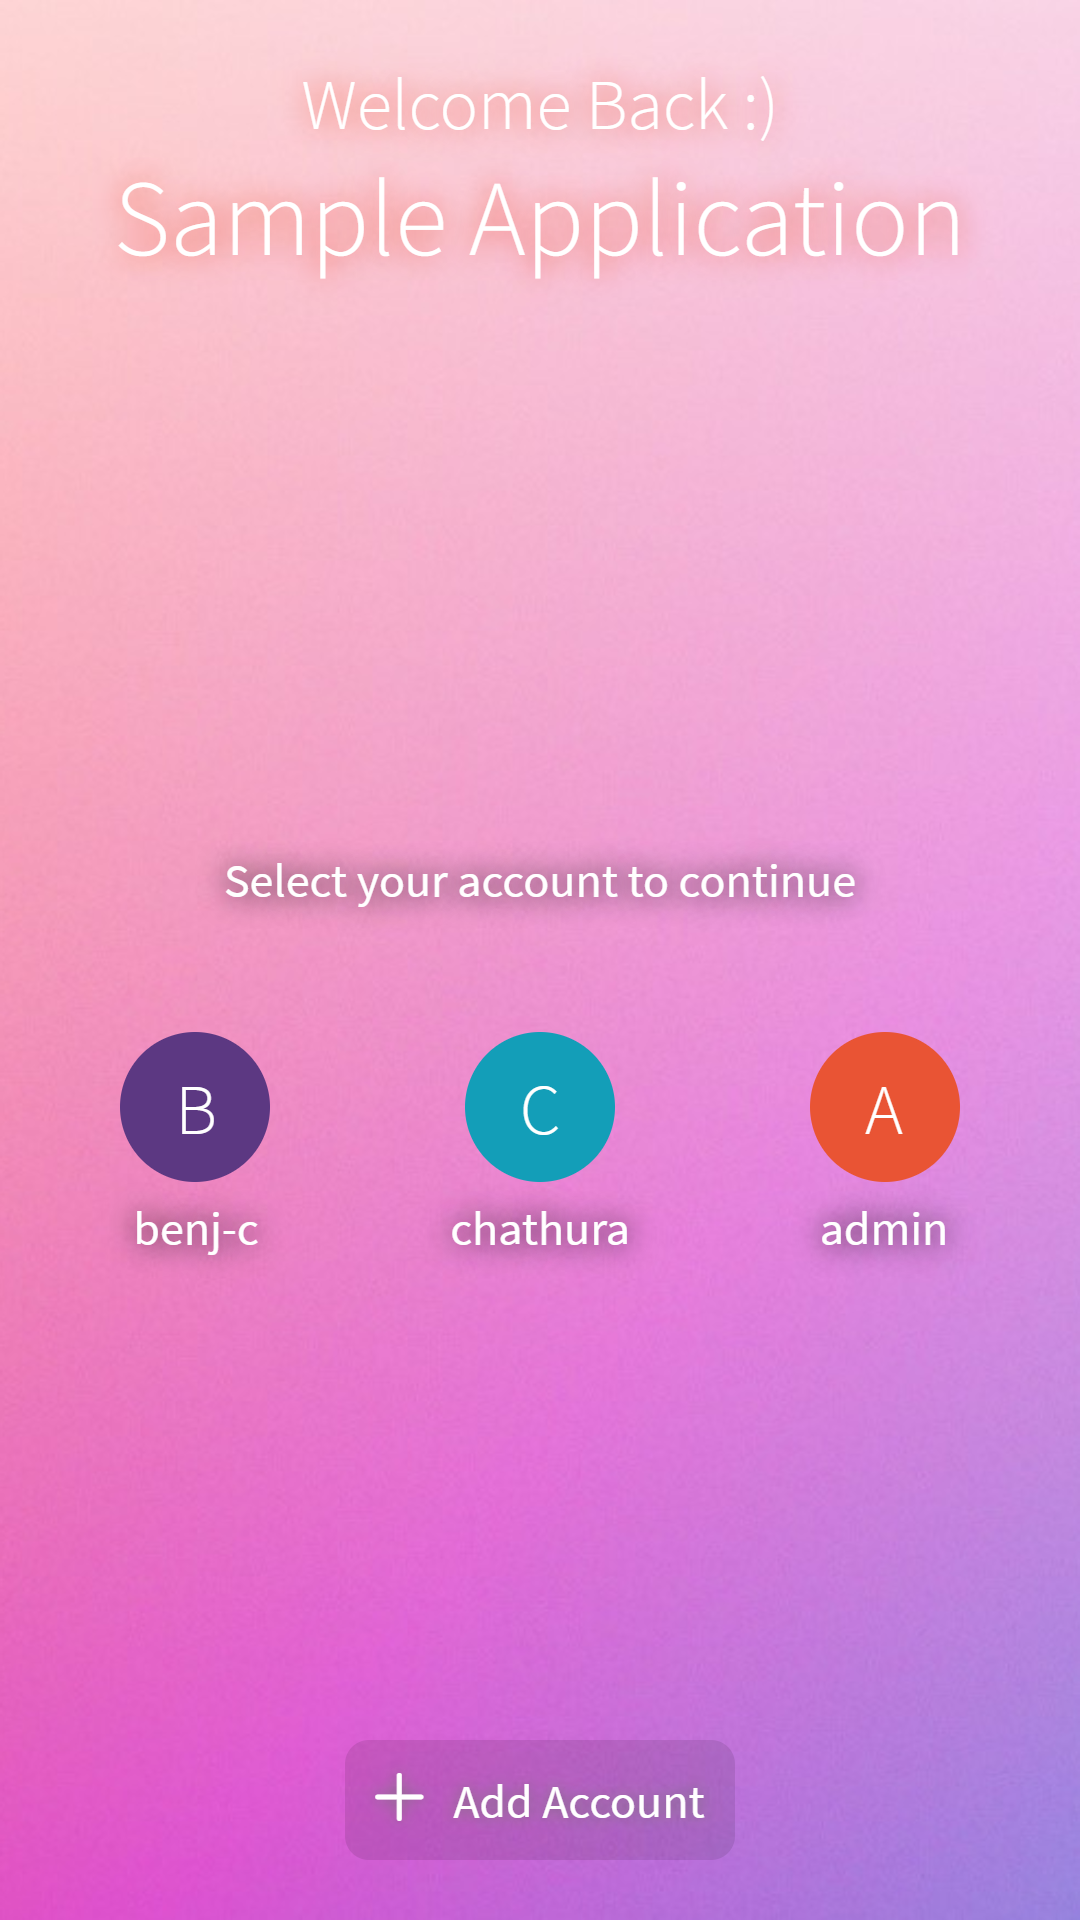 Welcome Back :)
Sample Application
Select your account to continue
B
C
A
benj-c
chathura
admin
Add Account